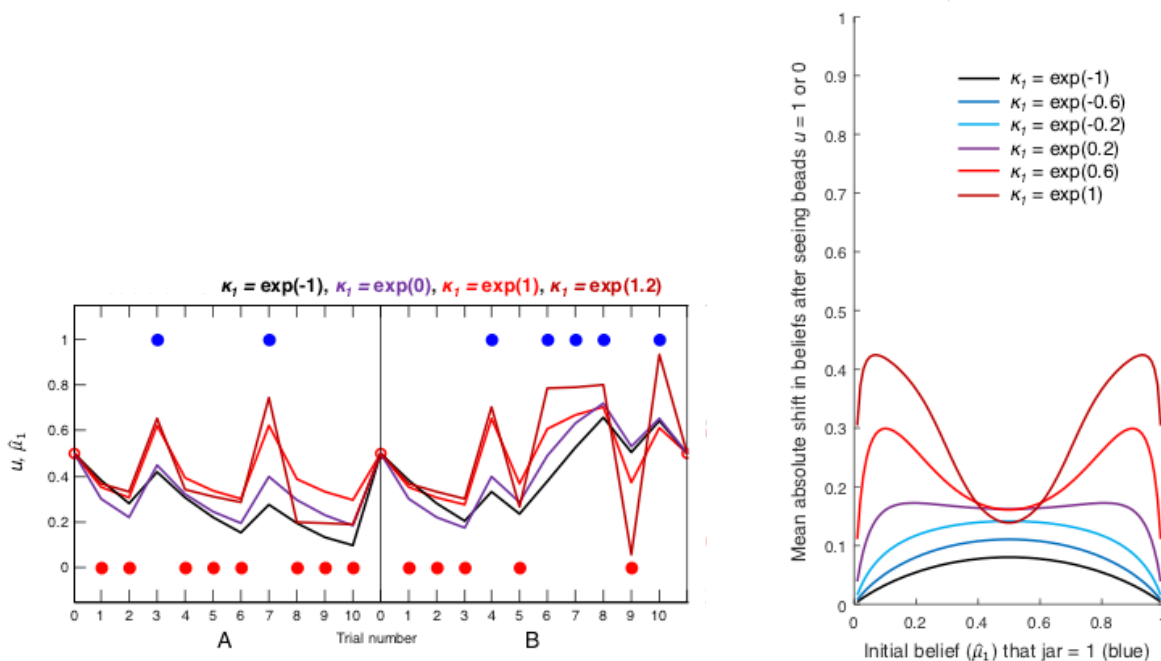 κ₁ = exp(-1), κ₁ = exp(0), κ₁ = exp(1), κ₁ = exp(1.2)
u, μ̂₁
1
0.8
0.6
0.4
0.2
0
0 1 2 3 4 5 6 7 8 9 10 0 1 2 3 4 5 6 7 8 9 10
A Trial number B
Mean absolute shift in beliefs after seeing beads u = 1 or 0
1
0.9
0.8
0.7
0.6
0.5
0.4
0.3
0.2
0.1
0
κ₁ = exp(-1)
κ₁ = exp(-0.6)
κ₁ = exp(-0.2)
κ₁ = exp(0.2)
κ₁ = exp(0.6)
κ₁ = exp(1)
0 0.2 0.4 0.6 0.8 1
Initial belief (μ̂₁) that jar = 1 (blue)